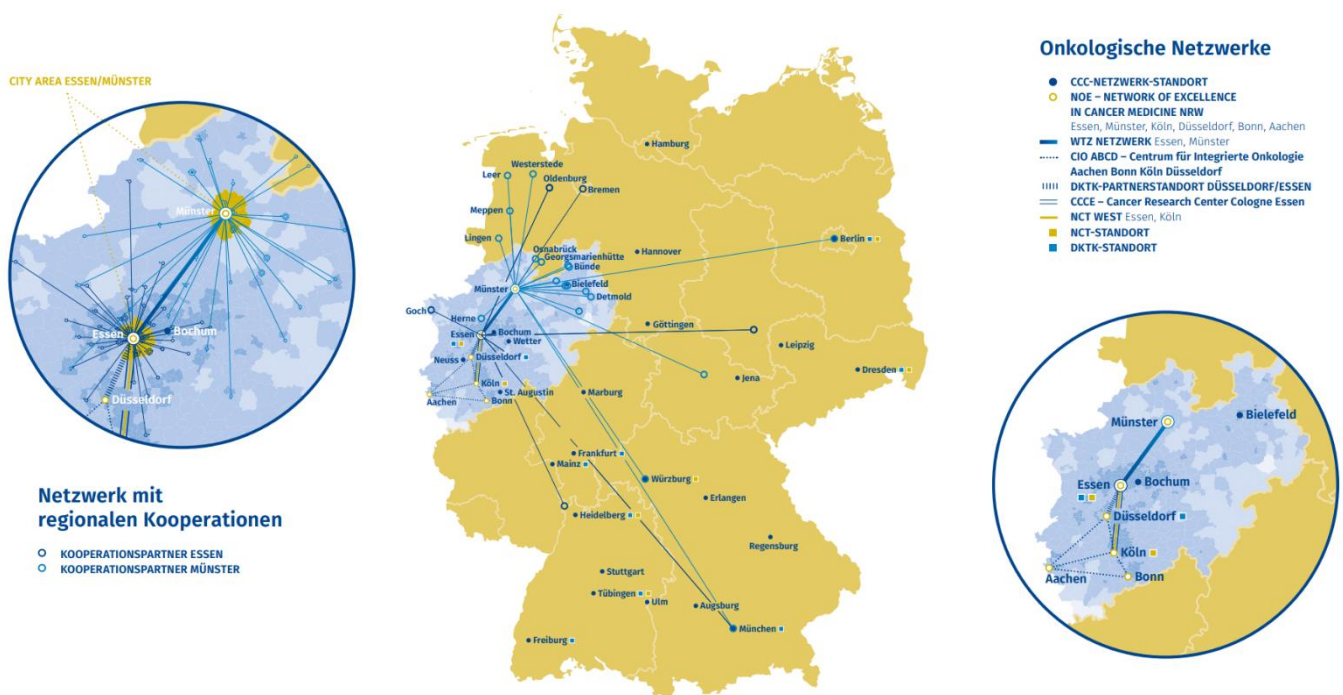 CITY AREA ESSEN/MÜNSTER
Münster
Essen
Bochum
Düsseldorf
Netzwerk mit
regionalen Kooperationen
KOOPERATIONSPARTNER ESSEN
KOOPERATIONSPARTNER MÜNSTER
Hamburg
Westerstede
Leer
Oldenburg
Bremen
Meppen
Lingen
Osnabrück
Georgsmarienhütte
Bünde
Hannover
Berlin
Münster
Bielefeld
Detmold
Goch
Herne
Essen
Bochum
Wetter
Göttingen
Leipzig
Neuss
Düsseldorf
Dresden
Köln
St. Augustin
Marburg
Jena
Aachen
Bonn
Frankfurt
Mainz
Würzburg
Erlangen
Heidelberg
Regensburg
Stuttgart
Tübingen
Ulm
Augsburg
München
Freiburg
Onkologische Netzwerke
CCC-NETZWERK-STANDORT
NOE – NETWORK OF EXCELLENCE
IN CANCER MEDICINE NRW
Essen, Münster, Köln, Düsseldorf, Bonn, Aachen
WTZ NETZWERK Essen, Münster
CIO ABCD – Centrum für Integrierte Onkologie
Aachen Bonn Köln Düsseldorf
DKTK-PARTNERSTANDORT DÜSSELDORF/ESSEN
CCCE – Cancer Research Center Cologne Essen
NCT WEST Essen, Köln
NCT-STANDORT
DKTK-STANDORT
Münster
Bielefeld
Essen
Bochum
Düsseldorf
Köln
Aachen
Bonn